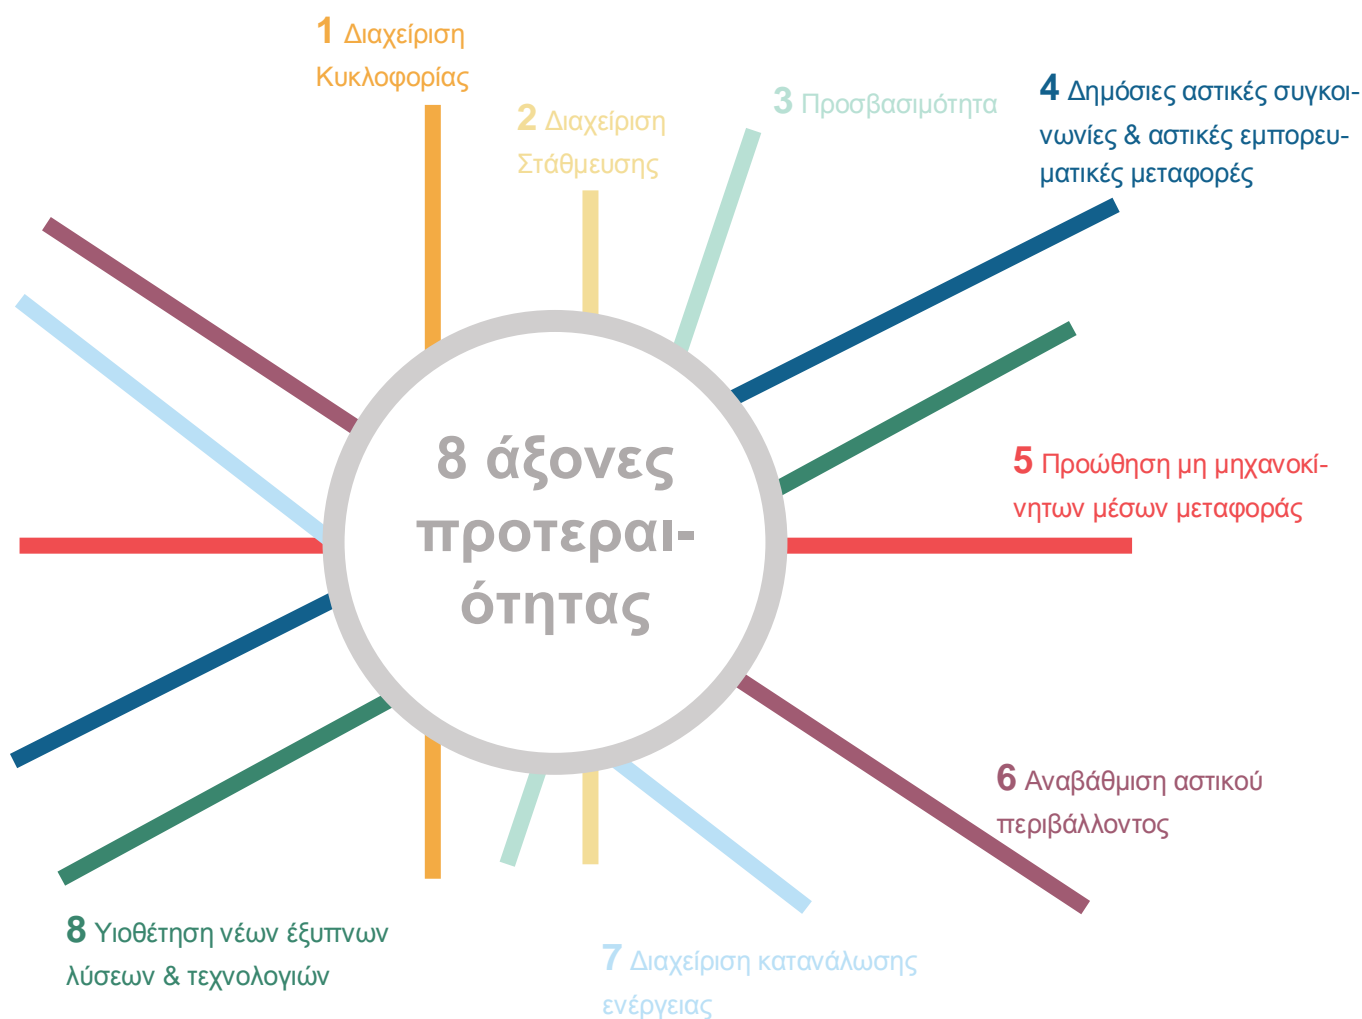 1 Διαχείριση
Κυκλοφορίας
2 Διαχείριση
Στάθμευσης
3 Προσβασιμότητα
4 Δημόσιες αστικές συγκοι-
νωνίες & αστικές εμπορευ-
ματικές μεταφορές
8 άξονες
προτεραι-
ότητας
5 Προώθηση μη μηχανοκί-
νητων μέσων μεταφοράς
6 Αναβάθμιση αστικού
περιβάλλοντος
7 Διαχείριση κατανάλωσης
ενέργειας
8 Υιοθέτηση νέων έξυπνων
λύσεων & τεχνολογιών